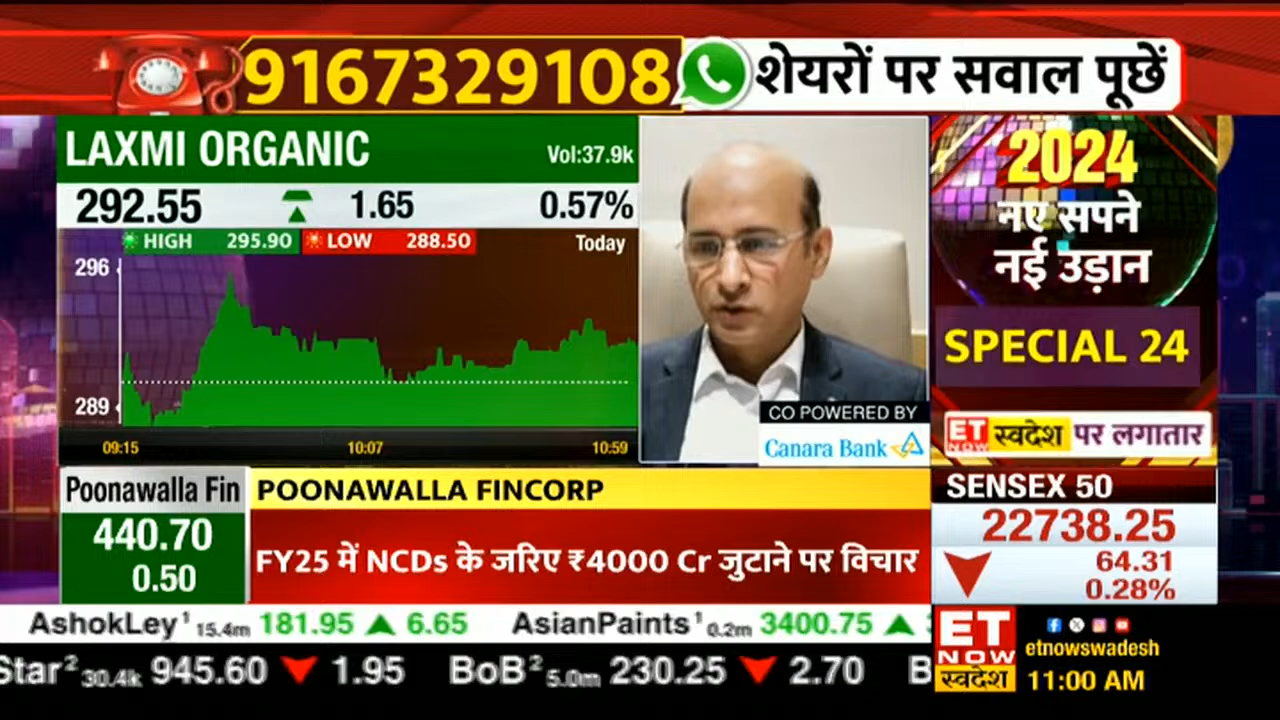 9167329108 शेयरों पर सवाल पूछें
LAXMI ORGANIC Vol:37.9k
292.55 1.65 0.57%
HIGH 295.90 LOW 288.50 Today
296
289
09:15 10:07 10:59
CO POWERED BY
Canara Bank
2024
नए सपने
नई उड़ान
SPECIAL 24
ET NOW स्वदेश पर लगातार
Poonawalla Fin
440.70
0.50
POONAWALLA FINCORP
FY25 में NCDs के जरिए ₹4000 Cr जुटाने पर विचार
SENSEX 50
22738.25
64.31
0.28%
AshokLey¹ 15.4m 181.95 ▲ 6.65 AsianPaints¹ 0.2m 3400.75 ▲
Star² 30.4k 945.60 ▼ 1.95 BoB² 5.0m 230.25 ▼ 2.70 B
ET
NOW
स्वदेश
etnowswadesh
11:00 AM